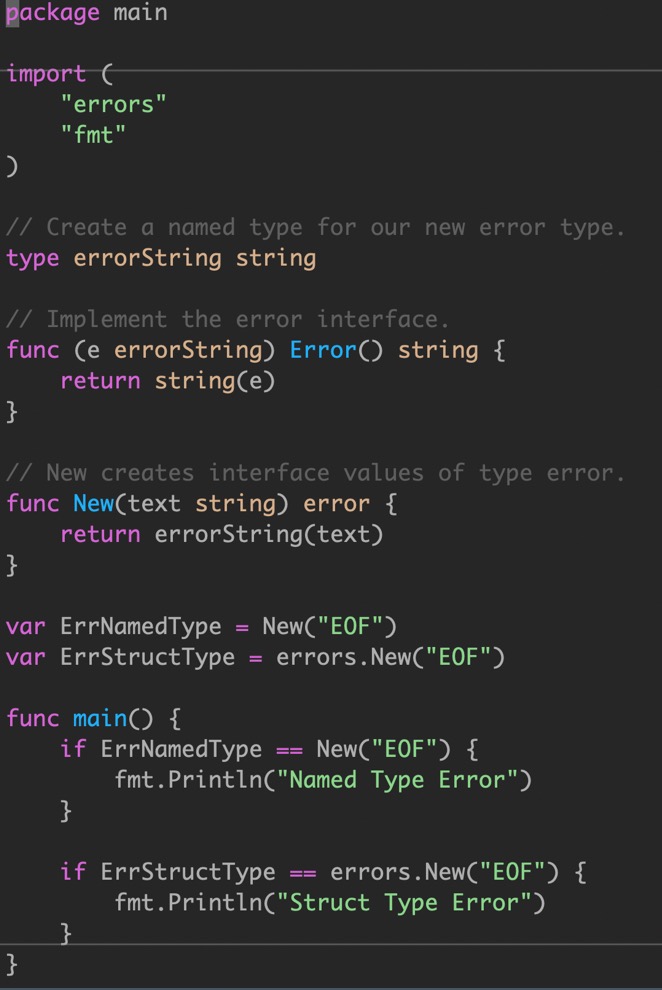 package main
import (
"errors"
"fmt"
)
// Create a named type for our new error type.
type errorString string
// Implement the error interface.
func (e errorString) Error() string {
return string(e)
}
// New creates interface values of type error.
func New(text string) error {
return errorString(text)
}
var ErrNamedType = New("EOF")
var ErrStructType = errors.New("EOF")
func main() {
if ErrNamedType == New("EOF") {
fmt.Println("Named Type Error")
}
if ErrStructType == errors.New("EOF") {
fmt.Println("Struct Type Error")
}
}